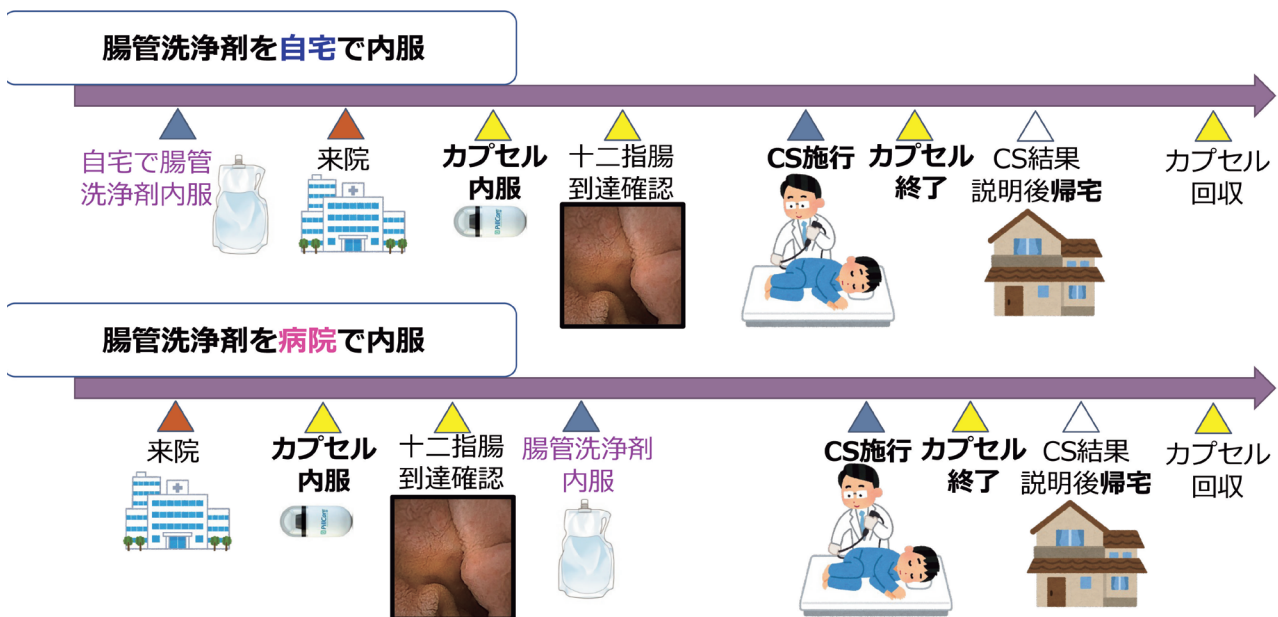 腸管洗浄剤を自宅で内服
自宅で腸管
洗浄剤内服
来院
カプセル
内服
十二指腸
到達確認
CS施行
カプセル
終了
CS結果
説明後帰宅
カプセル
回収
腸管洗浄剤を病院で内服
来院
カプセル
内服
十二指腸
到達確認
腸管洗浄剤
内服
CS施行
カプセル
終了
CS結果
説明後帰宅
カプセル
回収